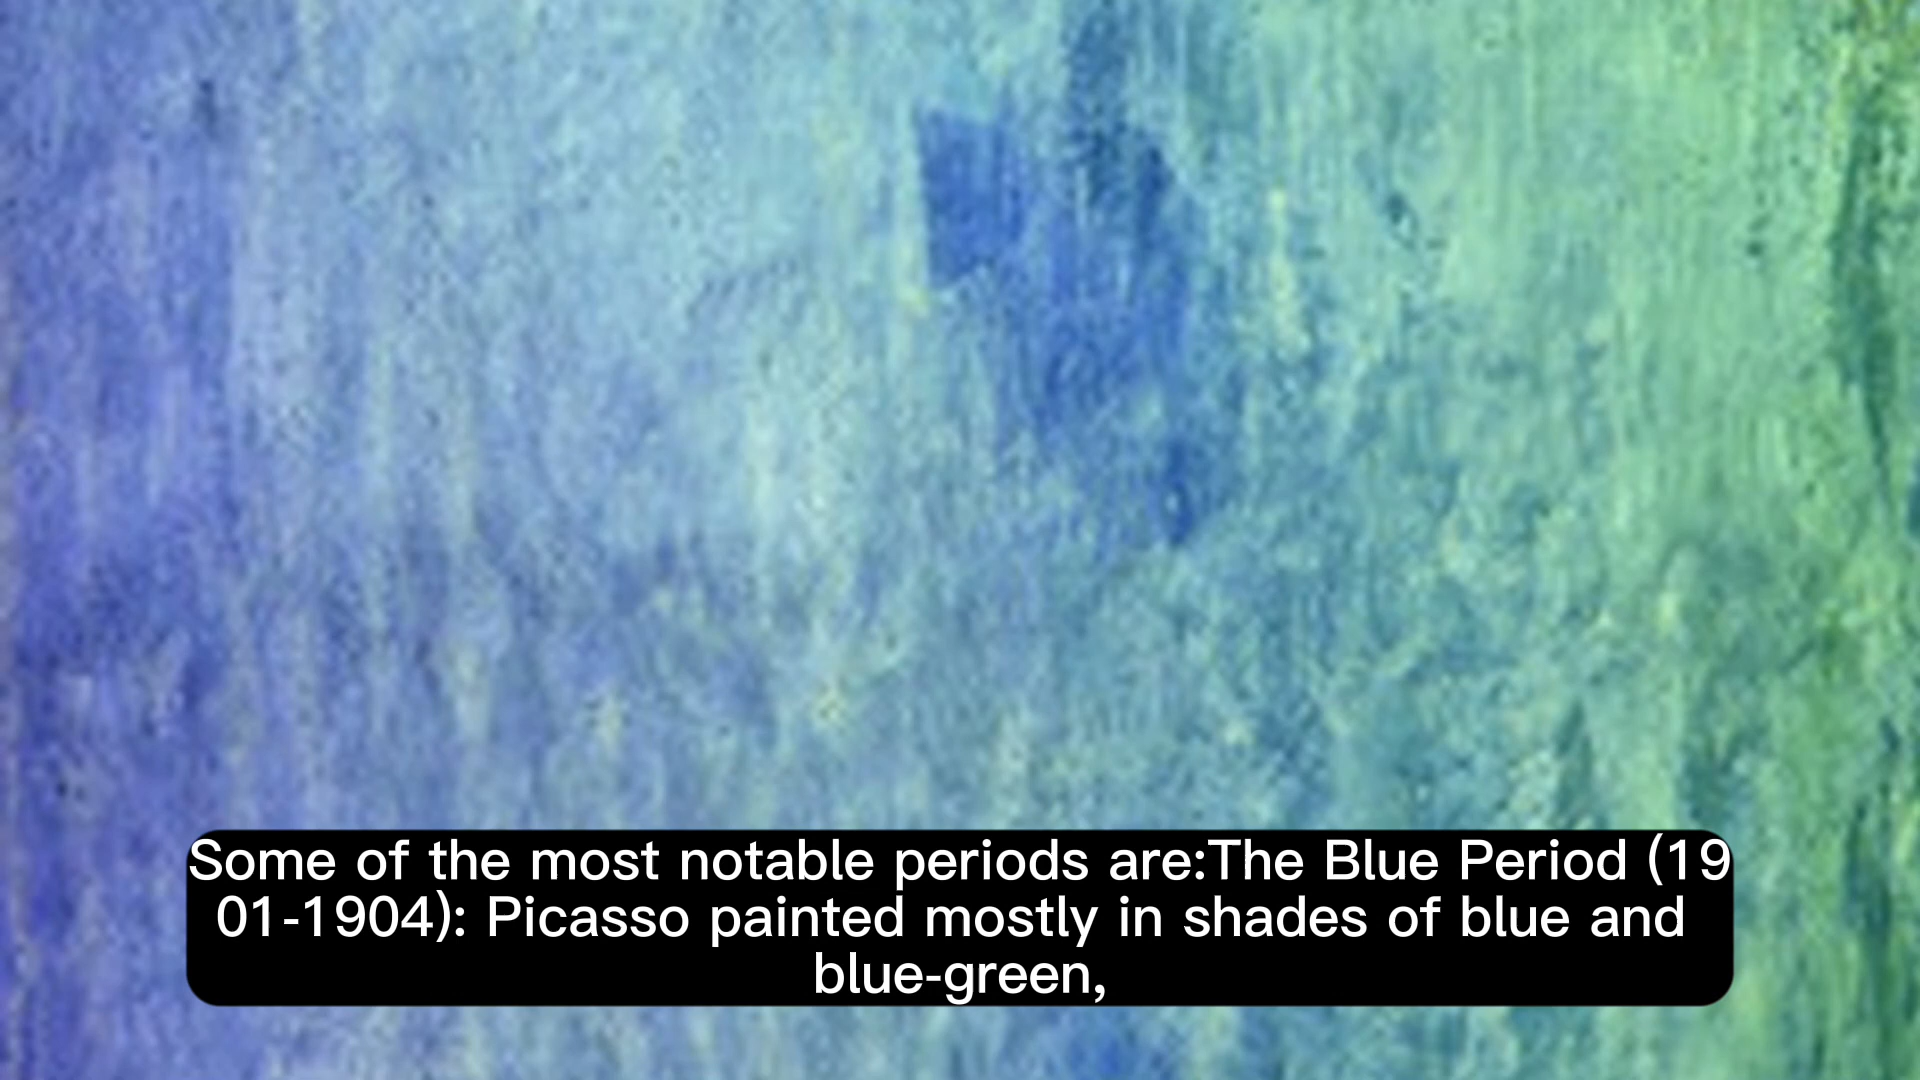 Some of the most notable periods are:The Blue Period (19
01-1904): Picasso painted mostly in shades of blue and
blue-green,